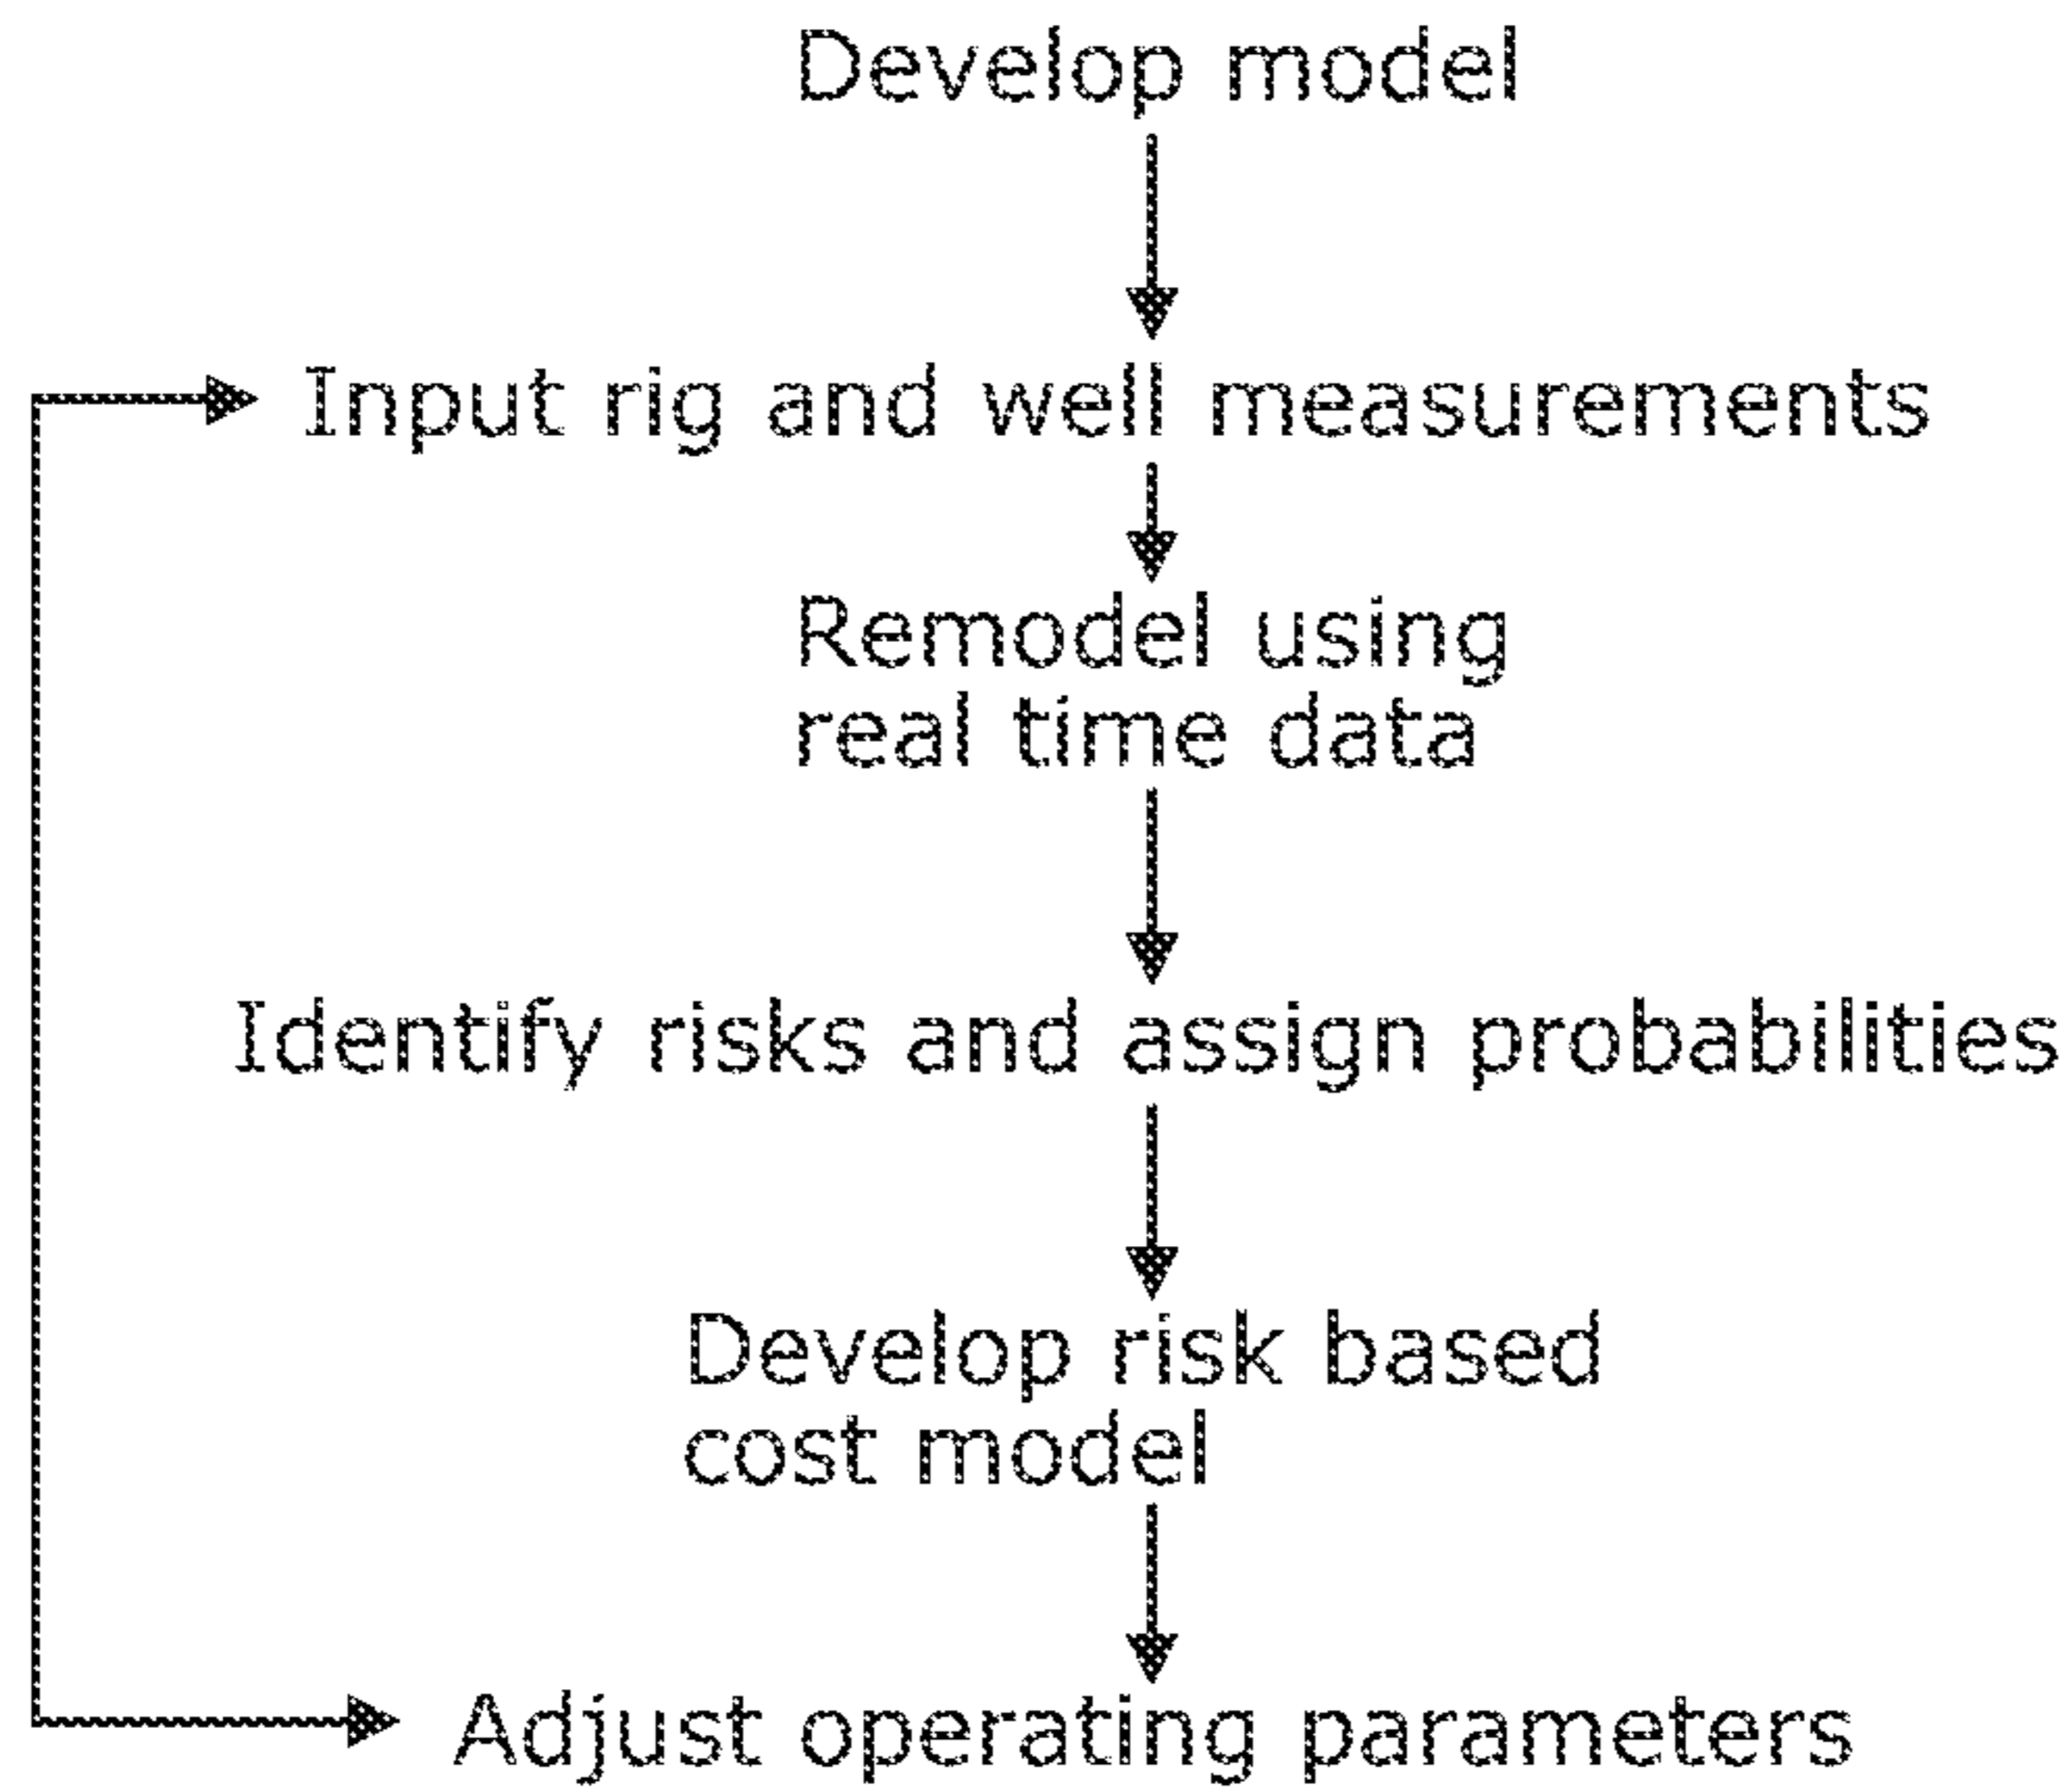 Develop model
Input rig and well measurements
Remodel using
real time data
Identify risks and assign probabilities
Develop risk based
cost model
Adjust operating parameters